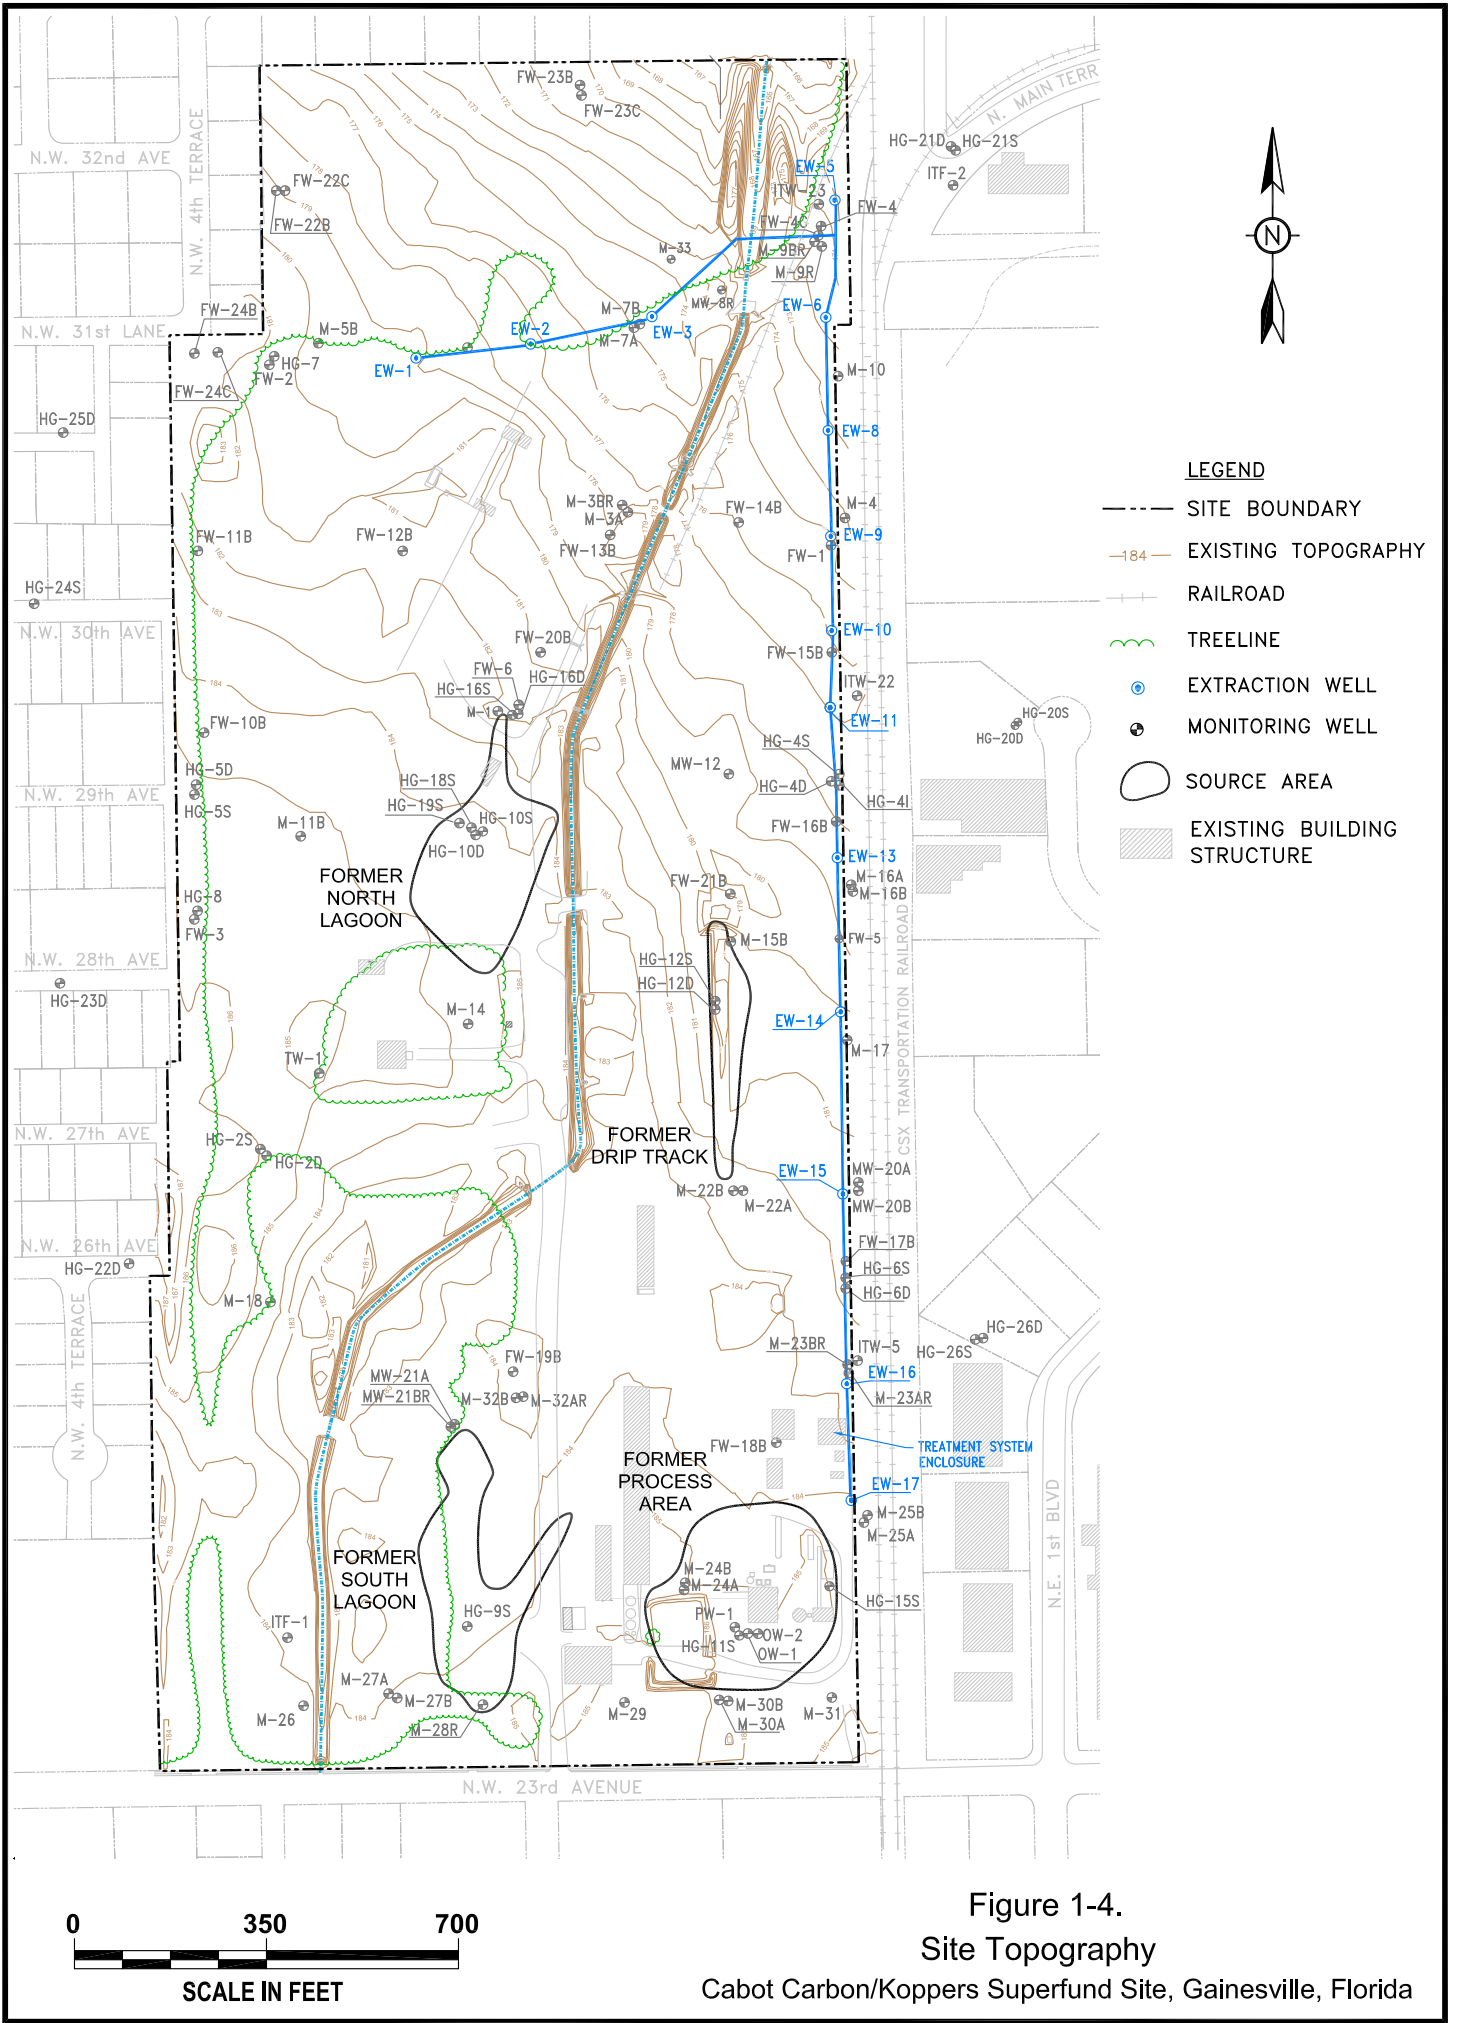 FW-23B
FW-23C
N. MAIN TERR
HG-21D
HG-21S
ITF-2
N.W. 32nd AVE
N.W. 4th TERRACE
FW-22C
FW-22B
EW-5
ITW-23
FW-4C
FW-4
M-9BR
M-9R
M-33
MW-8R
EW-6
N
N.W. 31st LANE
FW-24B
M-5B
M-7B
M-7A
EW-3
EW-2
EW-1
HG-7
FW-2
FW-24C
M-10
HG-25D
EW-8
LEGEND
SITE BOUNDARY
184
EXISTING TOPOGRAPHY
RAILROAD
TREELINE
EXTRACTION WELL
MONITORING WELL
SOURCE AREA
EXISTING BUILDING
STRUCTURE
M-3BR
M-3A
FW-13B
FW-14B
M-4
EW-9
FW-1
FW-11B
FW-12B
HG-24S
N.W. 30th AVE
EW-10
FW-15B
FW-20B
FW-6
HG-16D
HG-16S
M-1
ITW-22
EW-11
HG-20S
HG-20D
FW-10B
HG-4S
MW-12
HG-4D
HG-4I
HG-5D
N.W. 29th AVE
HG-5S
HG-18S
HG-19S
HG-10S
HG-10D
M-11B
FW-16B
EW-13
M-16A
M-16B
FORMER
NORTH
LAGOON
FW-21B
HG-8
FW-3
M-15B
FW-5
CSX TRANSPORTATION RAILROAD
N.W. 28th AVE
HG-23D
HG-12S
HG-12D
M-14
EW-14
M-17
TW-1
N.W. 27th AVE
HG-2S
HG-2D
FORMER
DRIP TRACK
EW-15
MW-20A
MW-20B
M-22B
M-22A
N.W. 26th AVE
HG-22D
FW-17B
HG-6S
HG-6D
M-18
N.W. 4th TERRACE
M-23BR
ITW-5
HG-26D
HG-26S
EW-16
M-23AR
FW-19B
MW-21A
MW-21BR
M-32B
M-32AR
TREATMENT SYSTEM
ENCLOSURE
FW-18B
FORMER
PROCESS
AREA
EW-17
M-25B
M-25A
N.E. 1st BLVD
FORMER
SOUTH
LAGOON
M-24B
M-24A
HG-15S
HG-9S
PW-1
OW-2
HG-11S
OW-1
ITF-1
M-27A
M-27B
M-26
M-28R
M-29
M-30B
M-30A
M-31
N.W. 23rd AVENUE
0 350 700
SCALE IN FEET
Figure 1-4.
Site Topography
Cabot Carbon/Koppers Superfund Site, Gainesville, Florida